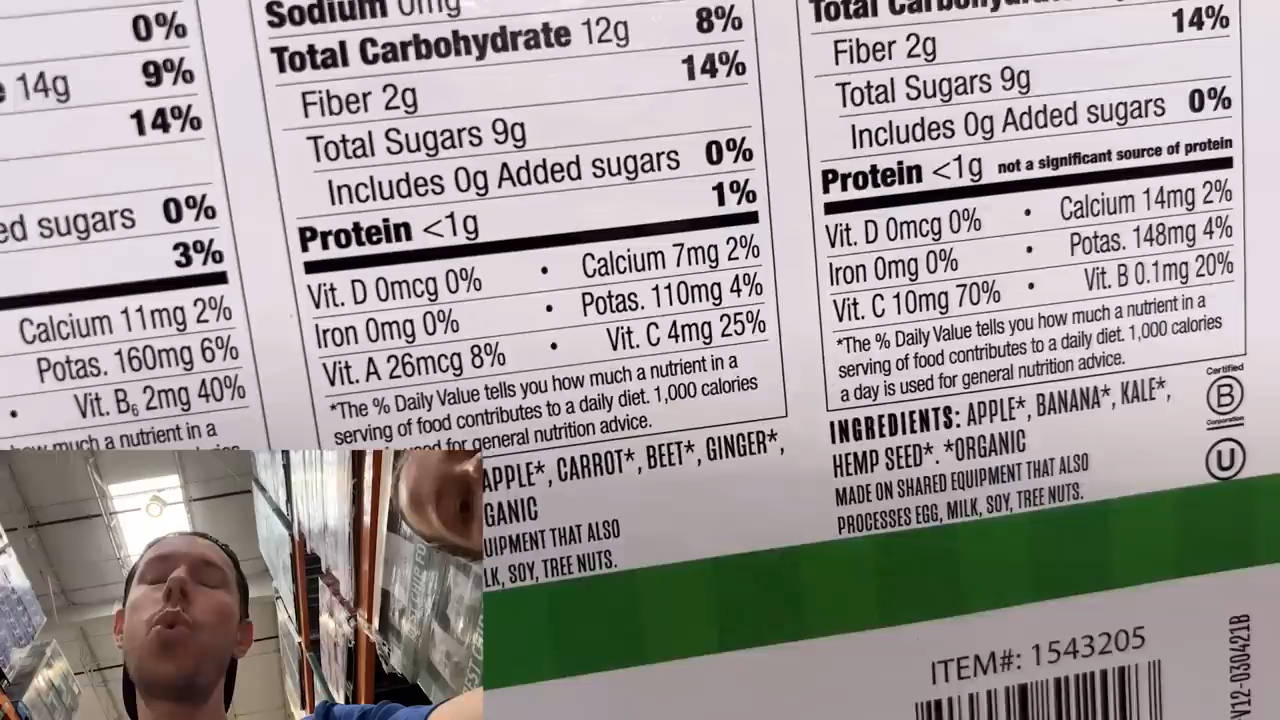 0%
14g 9%
14%
ed sugars 0%
3%
Calcium 11mg 2%
Potas. 160mg 6%
• Vit. B₆ 2mg 40%
much a nutrient in a
Sodium 0mg
Total Carbohydrate 12g 8%
Fiber 2g 14%
Total Sugars 9g
Includes 0g Added sugars 0%
Protein <1g 1%
Vit. D 0mcg 0% • Calcium 7mg 2%
Iron 0mg 0% • Potas. 110mg 4%
Vit. A 26mcg 8% • Vit. C 4mg 25%
*The % Daily Value tells you how much a nutrient in a
serving of food contributes to a daily diet. 1,000 calories
for general nutrition advice.
APPLE*, CARROT*, BEET*, GINGER*,
GANIC
UIPMENT THAT ALSO
LK, SOY, TREE NUTS.
Total
Fiber 2g 14%
Total Sugars 9g
Includes 0g Added sugars 0%
Protein <1g not a significant source of protein
Vit. D 0mcg 0% • Calcium 14mg 2%
Iron 0mg 0% • Potas. 148mg 4%
Vit. C 10mg 70% • Vit. B 0.1mg 20%
*The % Daily Value tells you how much a nutrient in a
serving of food contributes to a daily diet. 1,000 calories
a day is used for general nutrition advice.
INGREDIENTS: APPLE*, BANANA*, KALE*,
HEMP SEED*. *ORGANIC
MADE ON SHARED EQUIPMENT THAT ALSO
PROCESSES EGG, MILK, SOY, TREE NUTS.
Certified
B
Corporation
U
ITEM#: 1543205
V12-030421B